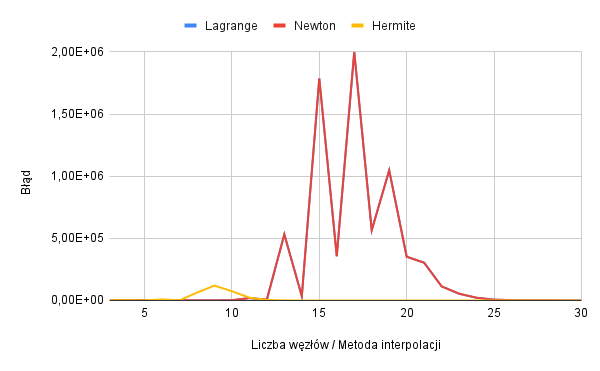 Lagrange Newton Hermite
2,00E+06
1,50E+06
1,00E+06
5,00E+05
0,00E+00
Błąd
5 10 15 20 25 30
Liczba węzłów / Metoda interpolacji